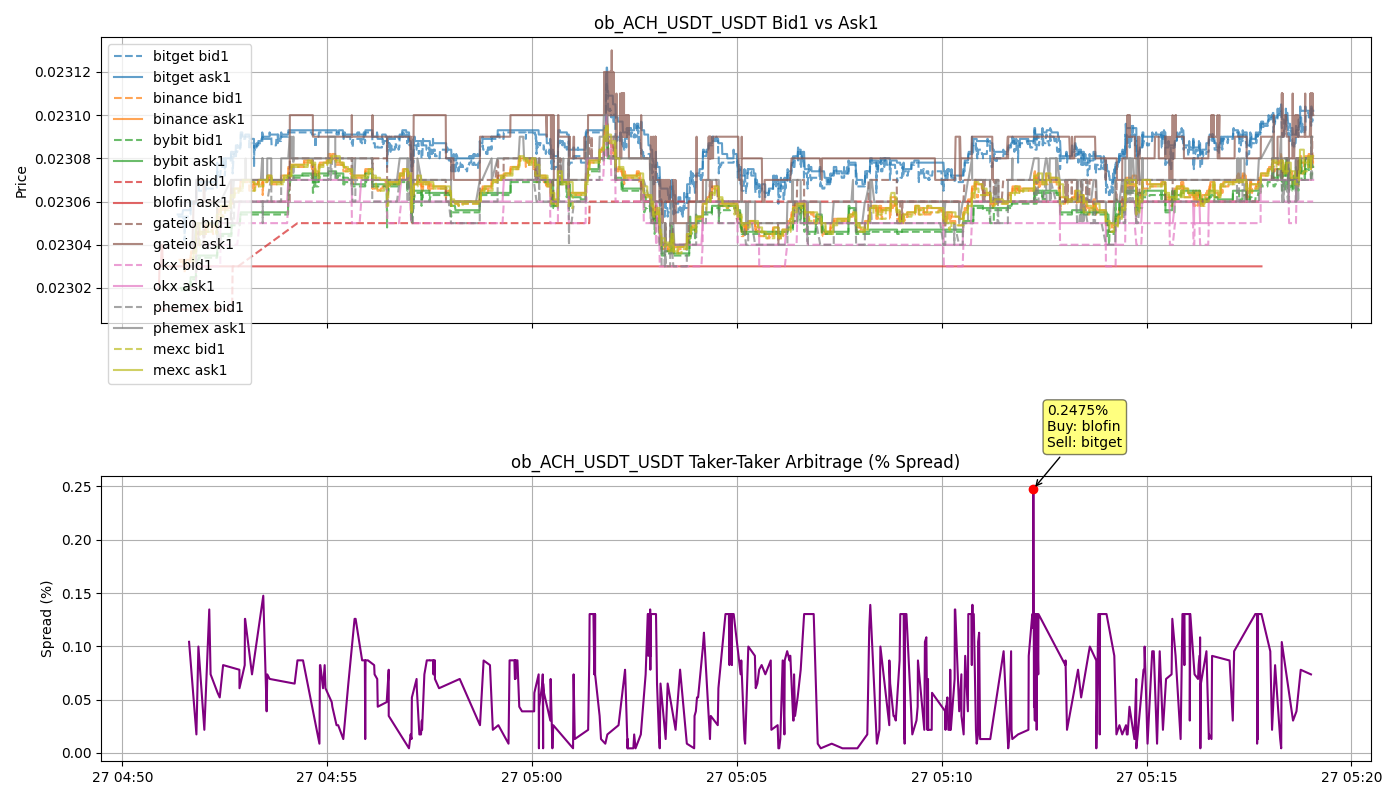 ob_ACH_USDT_USDT Bid1 vs Ask1
Price
0.02312
0.02310
0.02308
0.02306
0.02304
0.02302
bitget bid1
bitget ask1
binance bid1
binance ask1
bybit bid1
bybit ask1
blofin bid1
blofin ask1
gateio bid1
gateio ask1
okx bid1
okx ask1
phemex bid1
phemex ask1
mexc bid1
mexc ask1
0.2475%
Buy: blofin
Sell: bitget
ob_ACH_USDT_USDT Taker-Taker Arbitrage (% Spread)
Spread (%)
0.25
0.20
0.15
0.10
0.05
0.00
27 04:50
27 04:55
27 05:00
27 05:05
27 05:10
27 05:15
27 05:20